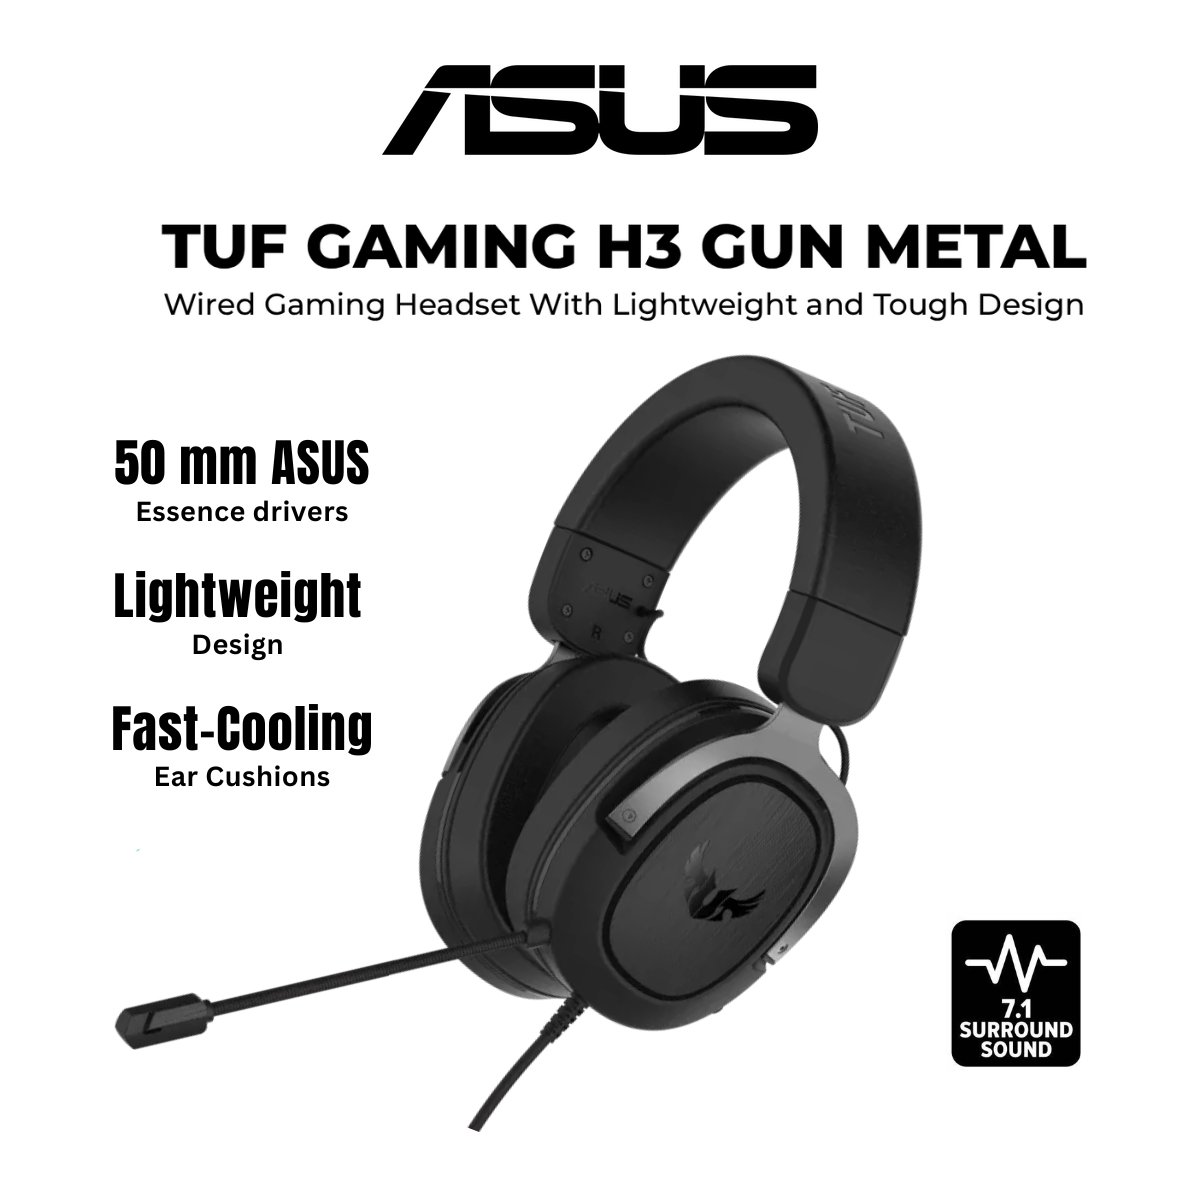 ASUS
TUF GAMING H3 GUN METAL
Wired Gaming Headset With Lightweight and Tough Design
TUF
50 mm ASUS
Essence drivers
ASUS
R
Lightweight
Design
Fast-Cooling
Ear Cushions
7.1
SURROUND
SOUND